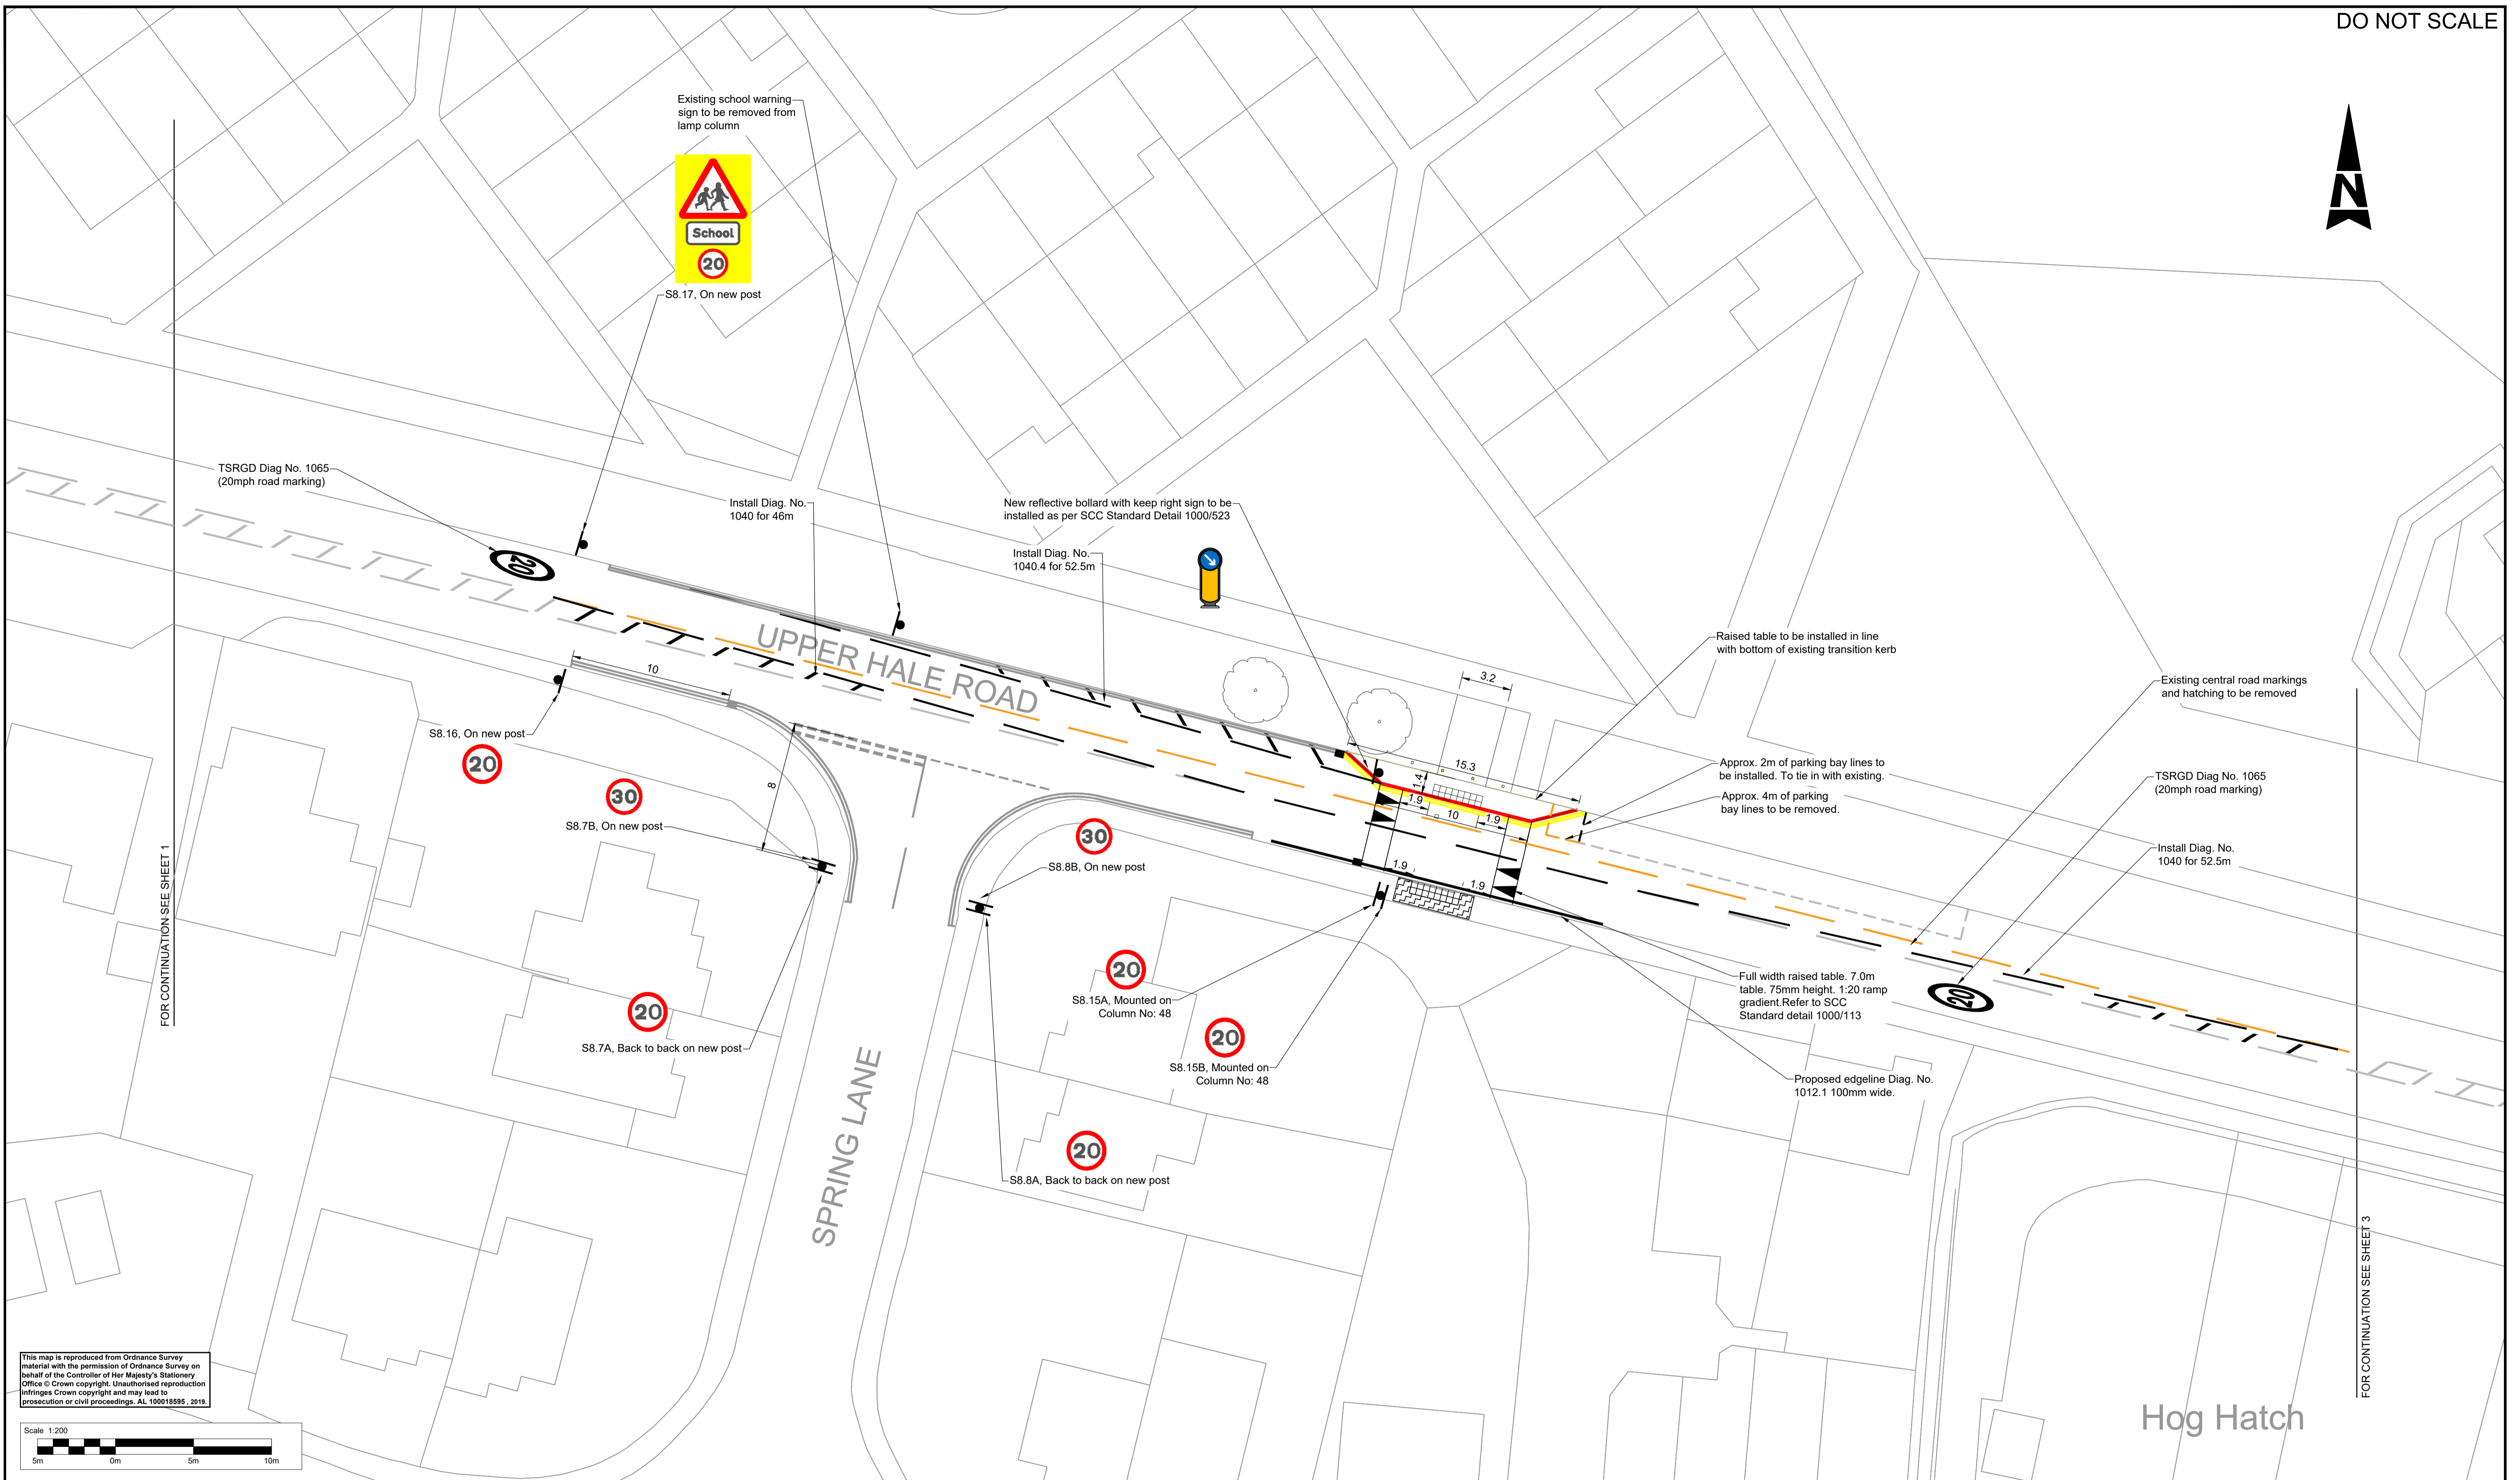 DO NOT SCALE
Existing school warning
sign to be removed from
lamp column
School
20
S8.17, On new post
N
TSRGD Diag No. 1065
(20mph road marking)
20
Install Diag. No.
1040 for 46m
New reflective bollard with keep right sign to be
installed as per SCC Standard Detail 1000/523
Install Diag. No.
1040.4 for 52.5m
UPPER HALE ROAD
10
S8.16, On new post
20
30
S8.7B, On new post
8
20
S8.7A, Back to back on new post
30
S8.8B, On new post
20
S8.15A, Mounted on
Column No: 48
20
S8.15B, Mounted on
Column No: 48
20
S8.8A, Back to back on new post
SPRING LANE
3.2
15.3
1.4
1.9
10
1.9
1.9
1.9
Raised table to be installed in line
with bottom of existing transition kerb
Approx. 2m of parking bay lines to
be installed. To tie in with existing.
Approx. 4m of parking
bay lines to be removed.
Existing central road markings
and hatching to be removed
TSRGD Diag No. 1065
(20mph road marking)
Install Diag. No.
1040 for 52.5m
20
Full width raised table. 7.0m
table. 75mm height. 1:20 ramp
gradient.Refer to SCC
Standard detail 1000/113
Proposed edgeline Diag. No.
1012.1 100mm wide.
FOR CONTINUATION SEE SHEET 1
FOR CONTINUATION SEE SHEET 3
Hog Hatch
This map is reproduced from Ordnance Survey
material with the permission of Ordnance Survey on
behalf of the Controller of Her Majesty's Stationery
Office © Crown copyright. Unauthorised reproduction
infringes Crown copyright and may lead to
prosecution or civil proceedings. AL 100018595 , 2019.
Scale 1:200
5m 0m 5m 10m